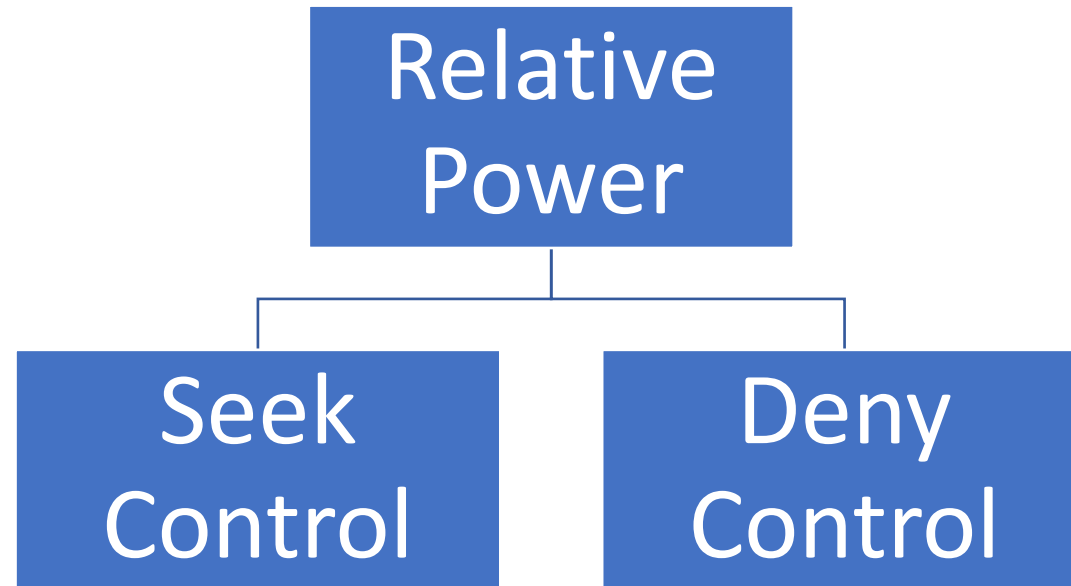 Relative
Power
Seek
Control
Deny
Control